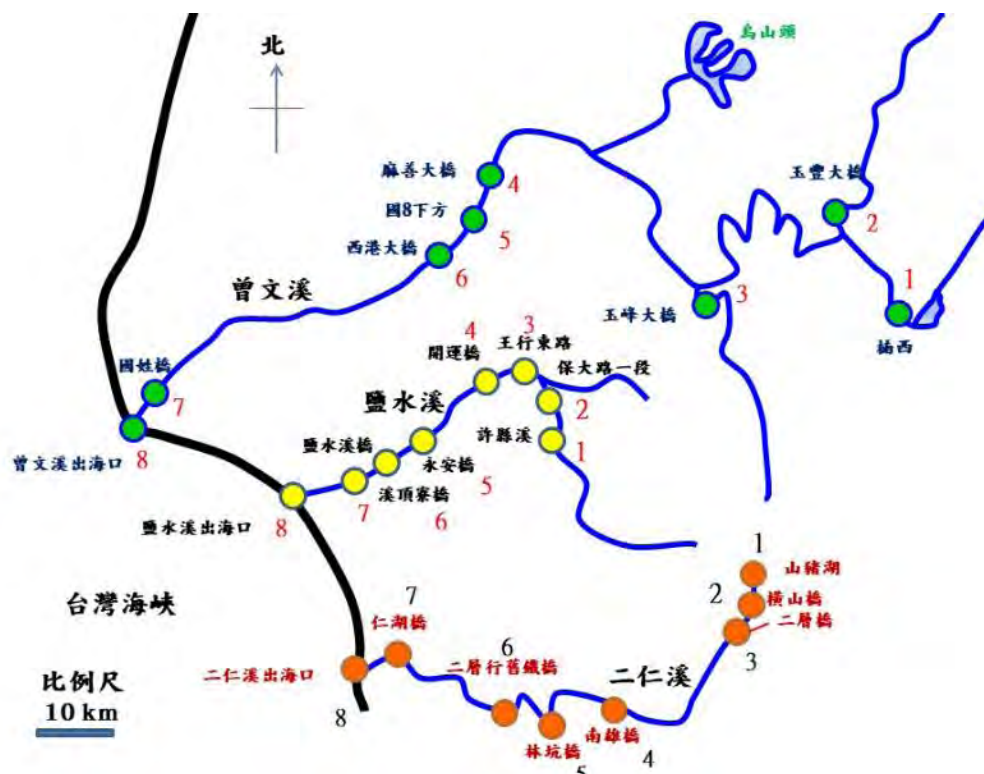 烏山頭
北
麻善大橋
4
玉豐大橋
2
國8下方
5
西港大橋
6
1
楠西
曾文溪
3
玉峰大橋
4
開運橋
3
王行東路
保大路一段
2
國姓橋
7
鹽水溪
許縣溪
1
曾文溪出海口
8
鹽水溪橋
永安橋
5
7
溪頂寮橋
6
鹽水溪出海口
8
1
山豬湖
台灣海峽
7
2
橫山橋
仁湖橋
二層橋
3
6
二仁溪出海口
二層行舊鐵橋
二仁溪
比例尺
10 km
8
林坑橋
5
南雄橋
4